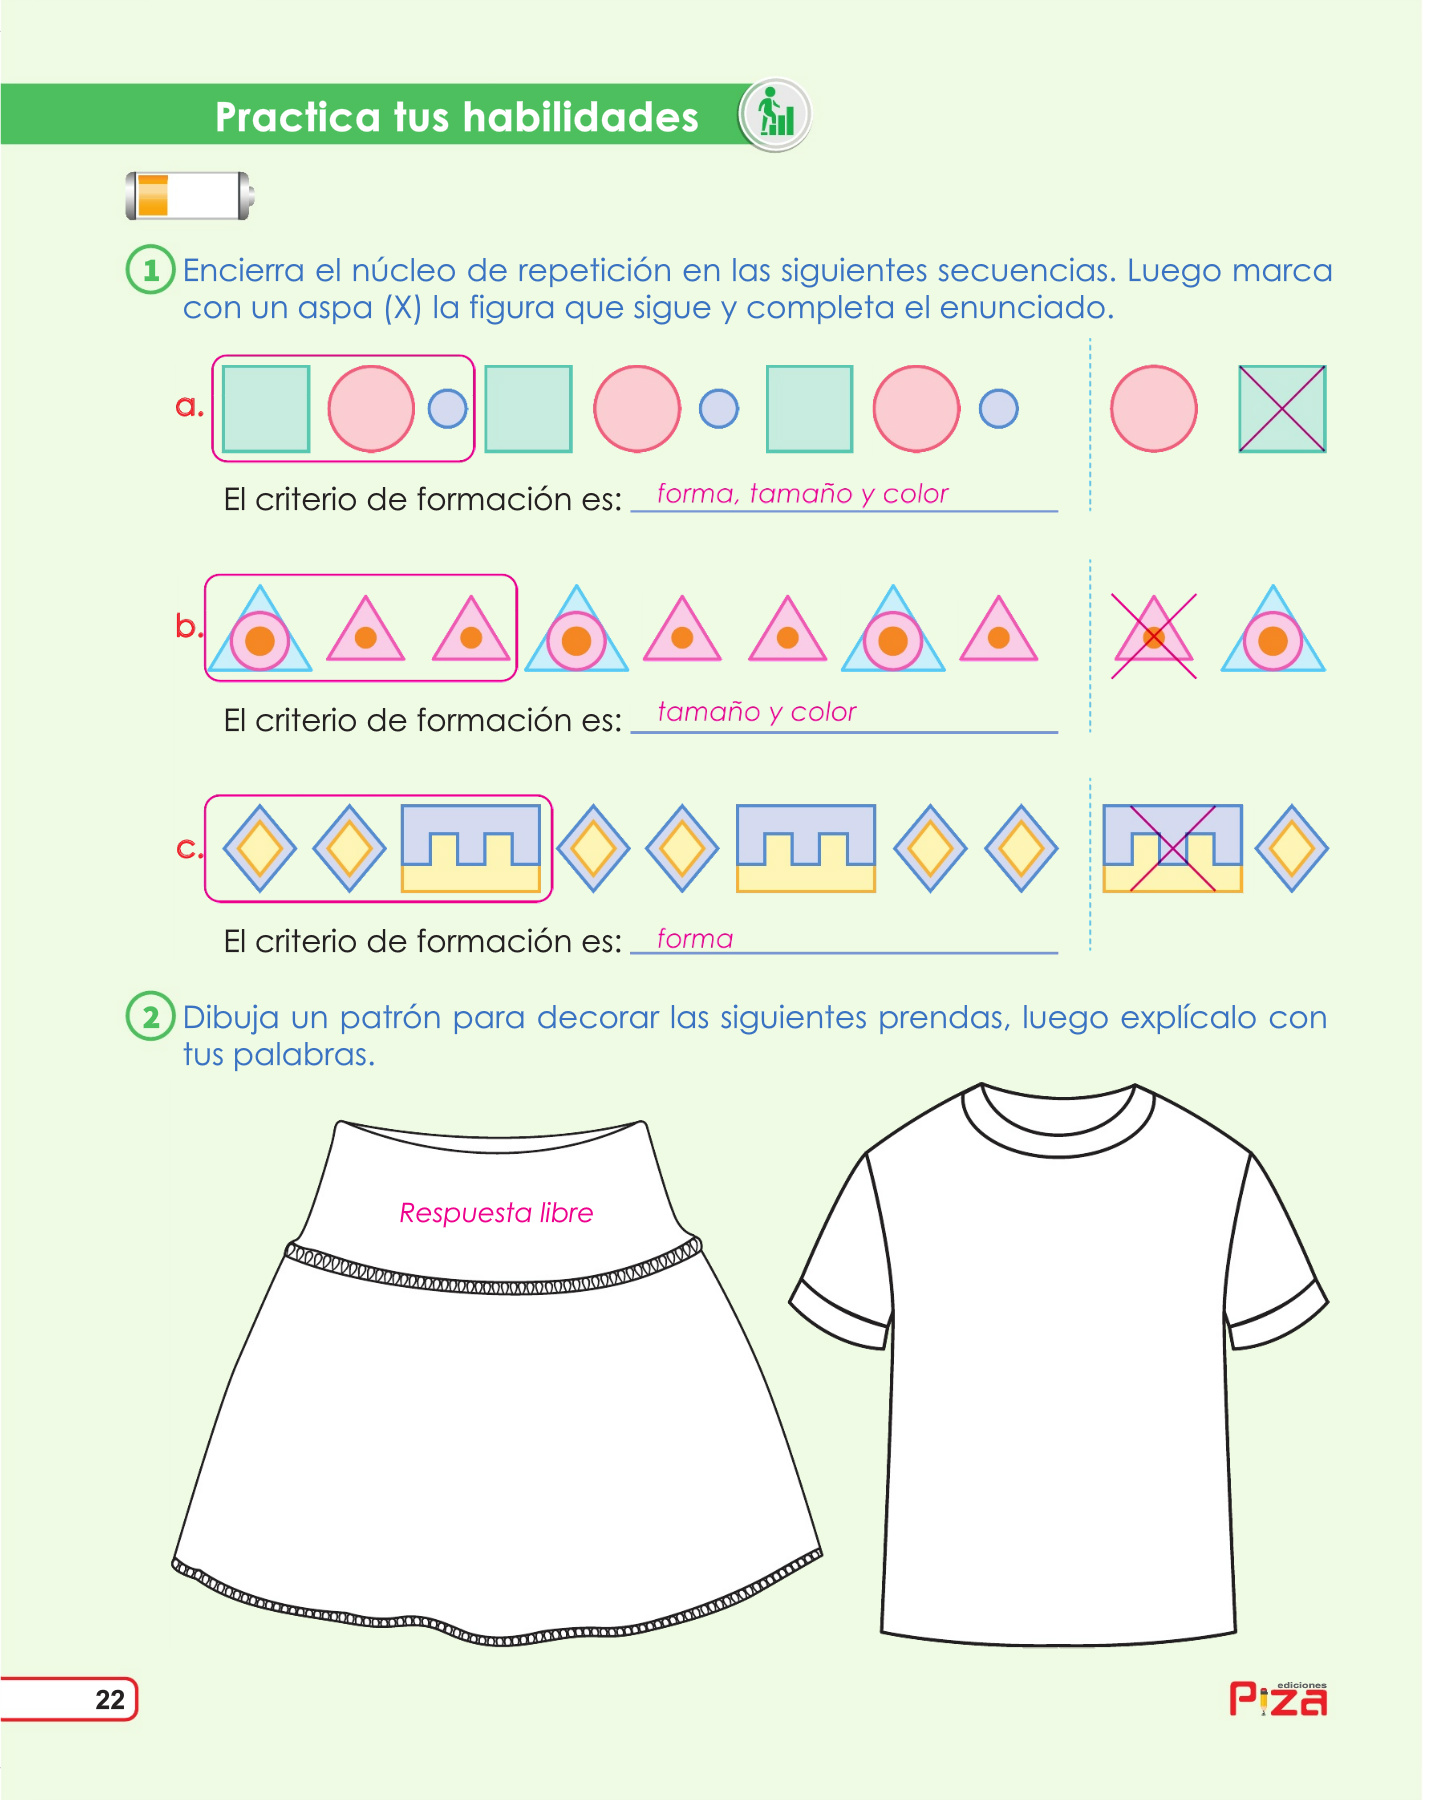 Practica tus habilidades
1 Encierra el núcleo de repetición en las siguientes secuencias. Luego marca
con un aspa (X) la figura que sigue y completa el enunciado.
a.
El criterio de formación es: forma, tamaño y color
b.
El criterio de formación es: tamaño y color
c.
El criterio de formación es: forma
2 Dibuja un patrón para decorar las siguientes prendas, luego explícalo con
tus palabras.
Respuesta libre
22
ediciones
Piza